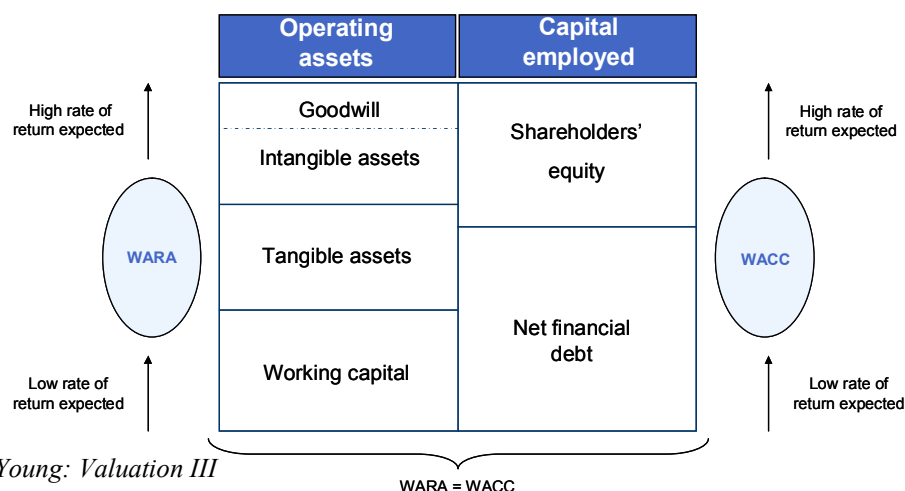 Operating
assets
Capital
employed
High rate of
return expected
Goodwill
Intangible assets
Shareholders'
equity
High rate of
return expected
WARA
Tangible assets
WACC
Net financial
debt
Working capital
Low rate of
return expected
Low rate of
return expected
Young: Valuation III
WARA = WACC